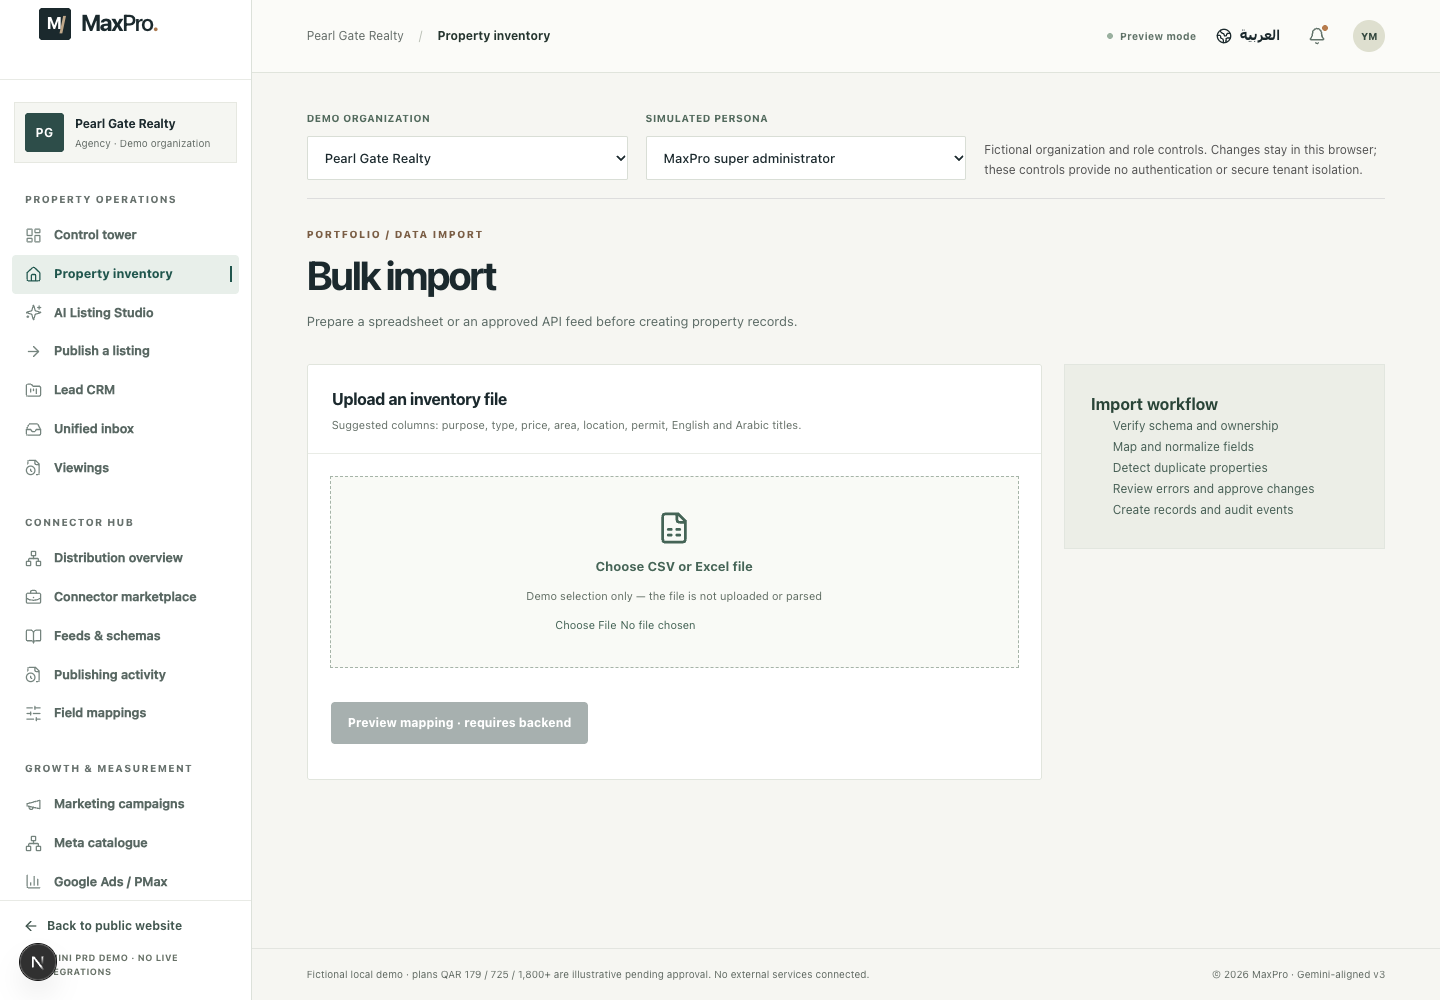 M/ MaxPro.
PG
Pearl Gate Realty
Agency · Demo organization
PROPERTY OPERATIONS
Control tower
Property inventory
AI Listing Studio
Publish a listing
Lead CRM
Unified inbox
Viewings
CONNECTOR HUB
Distribution overview
Connector marketplace
Feeds & schemas
Publishing activity
Field mappings
GROWTH & MEASUREMENT
Marketing campaigns
Meta catalogue
Google Ads / PMax
Back to public website
INI PRD DEMO · NO LIVE
EGRATIONS
N
Pearl Gate Realty / Property inventory
Preview mode
العربية
YM
DEMO ORGANIZATION
Pearl Gate Realty
SIMULATED PERSONA
MaxPro super administrator
Fictional organization and role controls. Changes stay in this browser;
these controls provide no authentication or secure tenant isolation.
PORTFOLIO / DATA IMPORT
Bulk import
Prepare a spreadsheet or an approved API feed before creating property records.
Upload an inventory file
Suggested columns: purpose, type, price, area, location, permit, English and Arabic titles.
Choose CSV or Excel file
Demo selection only — the file is not uploaded or parsed
Choose File No file chosen
Preview mapping · requires backend
Import workflow
Verify schema and ownership
Map and normalize fields
Detect duplicate properties
Review errors and approve changes
Create records and audit events
Fictional local demo · plans QAR 179 / 725 / 1,800+ are illustrative pending approval. No external services connected.
© 2026 MaxPro · Gemini-aligned v3